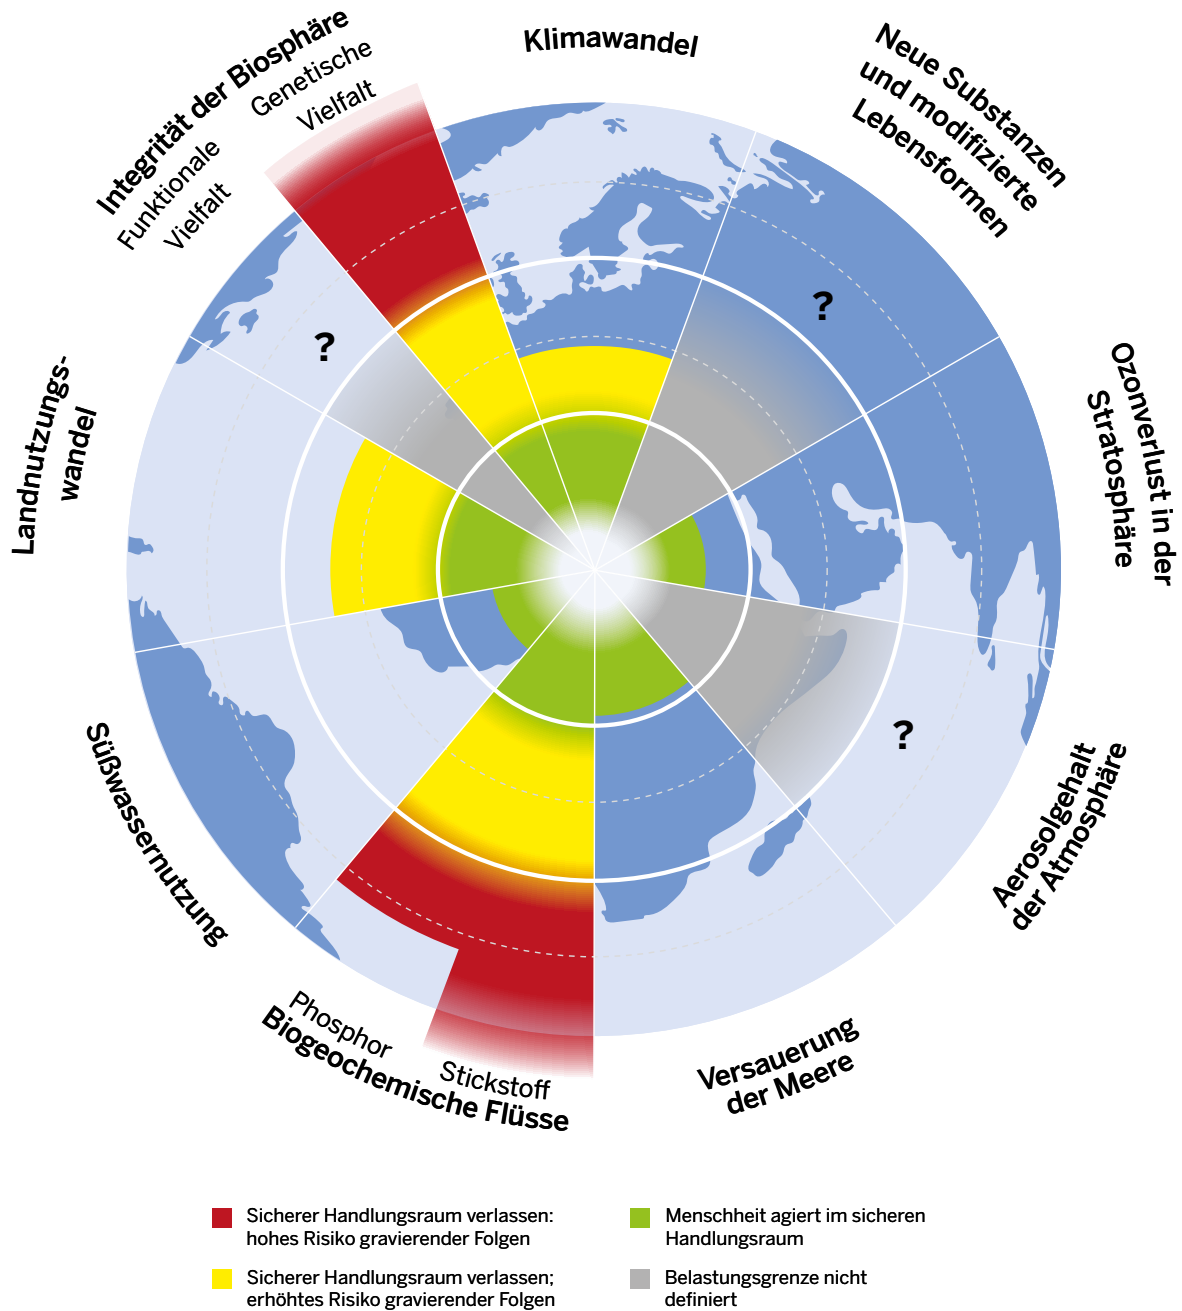 Klimawandel
Neue Substanzen
und modifizierte
Lebensformen
?
Ozonverlust in der
Stratosphäre
Aerosolgehalt
der Atmosphäre
?
Versauerung
der Meere
Stickstoff
Phosphor
Biogeochemische Flüsse
Süßwassernutzung
Landnutzungs-
wandel
?
Integrität der Biosphäre
Funktionale
Vielfalt
Genetische
Vielfalt
Sicherer Handlungsraum verlassen:
hohes Risiko gravierender Folgen
Sicherer Handlungsraum verlassen;
erhöhtes Risiko gravierender Folgen
Menschheit agiert im sicheren
Handlungsraum
Belastungsgrenze nicht
definiert